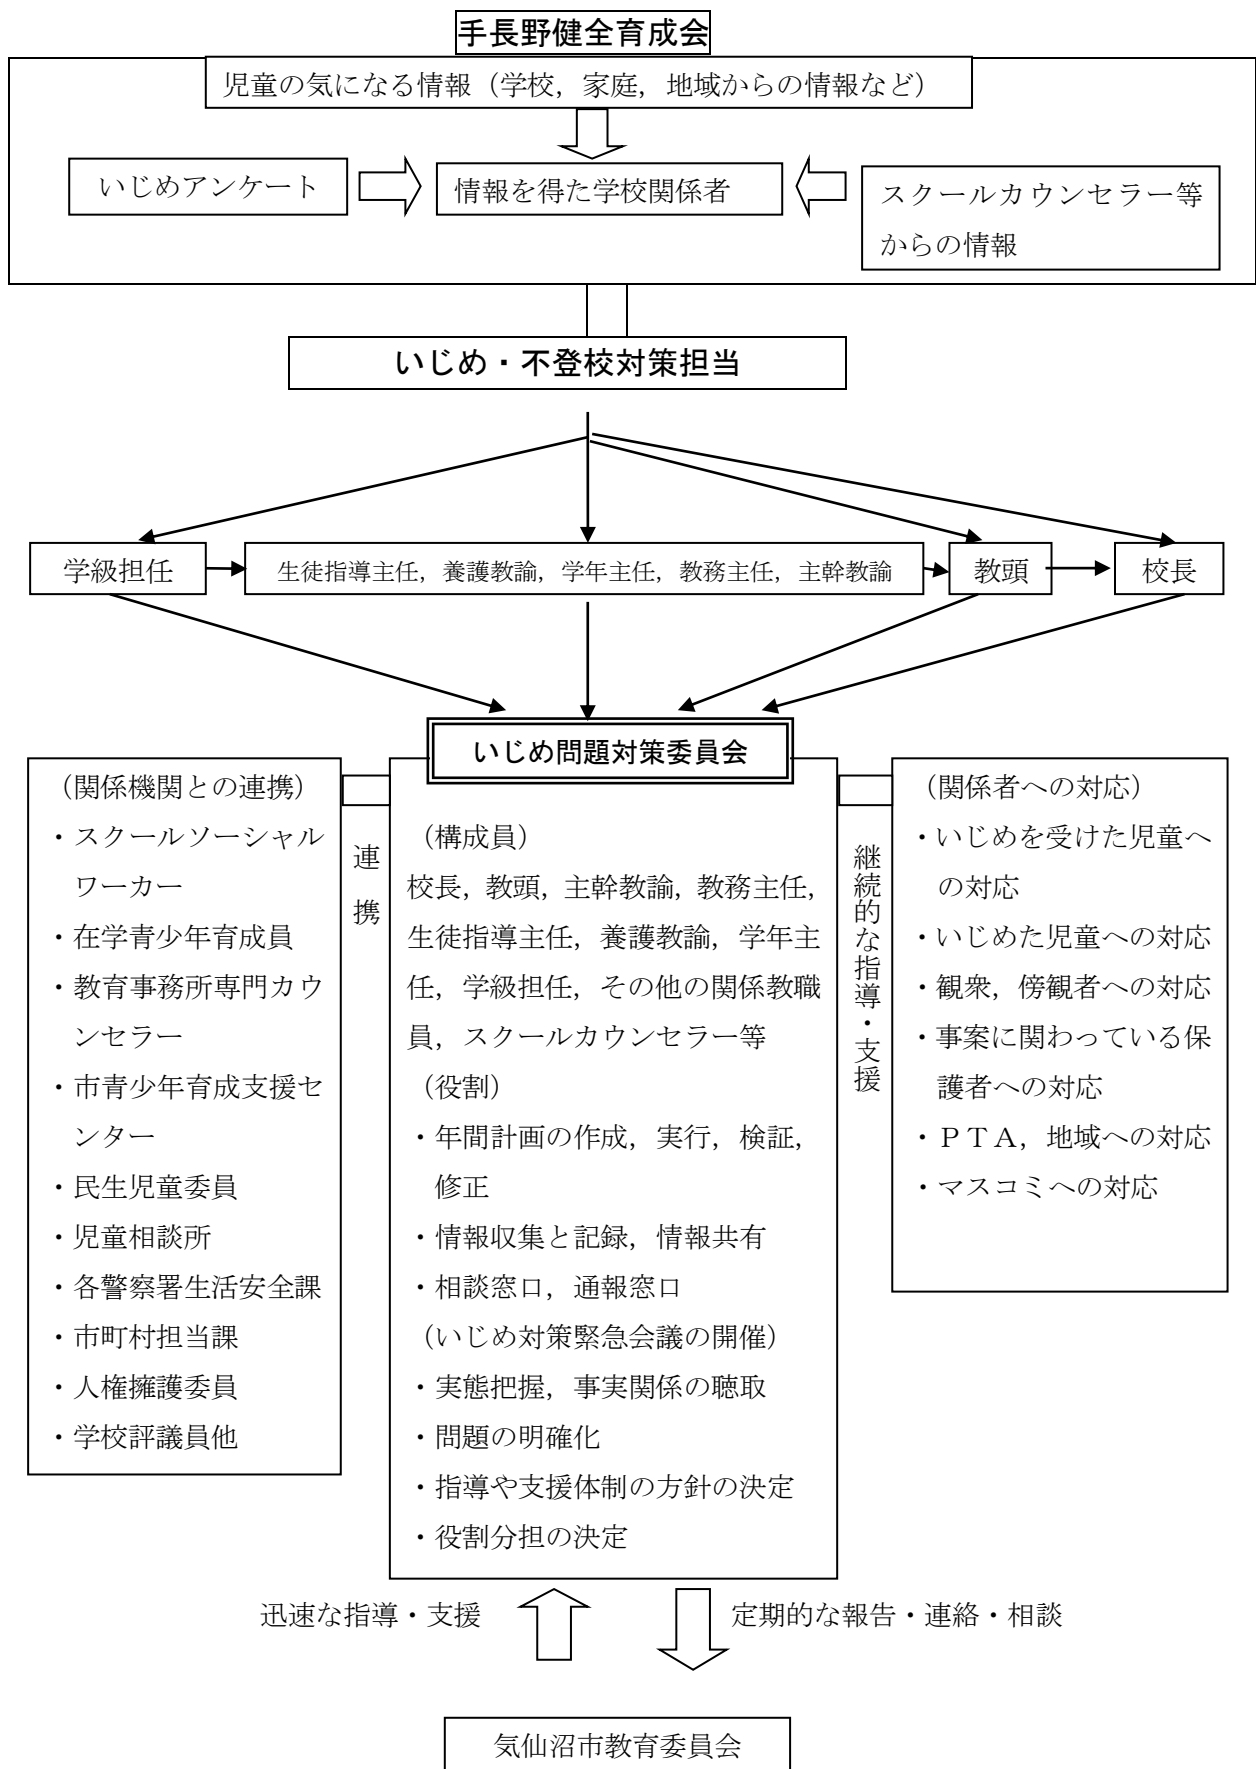 手長野健全育成会
児童の気になる情報（学校，家庭，地域からの情報など）
いじめアンケート
情報を得た学校関係者
スクールカウンセラー等
からの情報
いじめ・不登校対策担当
学級担任
生徒指導主任，養護教諭，学年主任，教務主任，主幹教諭
教頭
校長
いじめ問題対策委員会
（関係機関との連携）
・スクールソーシャル
ワーカー
・在学青少年育成員
・教育事務所専門カウ
ンセラー
・市青少年育成支援セ
ンター
・民生児童委員
・児童相談所
・各警察署生活安全課
・市町村担当課
・人権擁護委員
・学校評議員他
連携
（構成員）
校長，教頭，主幹教諭，教務主任，
生徒指導主任，養護教諭，学年主
任，学級担任，その他の関係教職
員，スクールカウンセラー等
（役割）
・年間計画の作成，実行，検証，
修正
・情報収集と記録，情報共有
・相談窓口，通報窓口
（いじめ対策緊急会議の開催）
・実態把握，事実関係の聴取
・問題の明確化
・指導や支援体制の方針の決定
・役割分担の決定
継続的な指導・支援
（関係者への対応）
・いじめを受けた児童へ
の対応
・いじめた児童への対応
・観衆，傍観者への対応
・事案に関わっている保
護者への対応
・ＰＴＡ，地域への対応
・マスコミへの対応
迅速な指導・支援
定期的な報告・連絡・相談
気仙沼市教育委員会